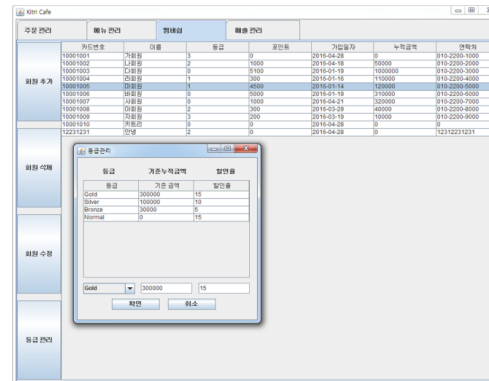 Kitri Cafe
주문 관리 메뉴 관리 멤버쉽 매출 관리
카드번호 이름 등급 포인트 가입일자 누적금액 연락처
10001001 가회원 3 0 2016-04-28 0 010-2200-1000
10001002 나회원 2 1000 2016-04-18 50000 010-2200-2000
10001003 다회원 0 5100 2016-01-19 1000000 010-2200-3000
10001004 라회원 1 300 2016-04-15 110000 010-2200-4000
10001005 마회원 1 4500 2016-01-14 120000 010-2200-5000
10001006 바회원 0 5000 2016-01-19 310000 010-2200-6000
10001007 사회원 0 1000 2016-04-21 320000 010-2200-7000
10001008 아회원 2 300 2016-03-29 40000 010-2200-8000
10001009 자회원 3 200 2016-03-19 10000 010-2200-9000
10001010 키트리 0 0 2016-04-28 0 0
12231231 안녕 2 0 2016-04-28 0 12312231231
회원 추가
회원 삭제
회원 수정
등급 관리
등급관리
등급 기준누적금액 할인율
등급 기준 금액 할인율
Gold 300000 15
Silver 100000 10
Bronze 30000 5
Normal 0 15
Gold 300000 15
확인 취소